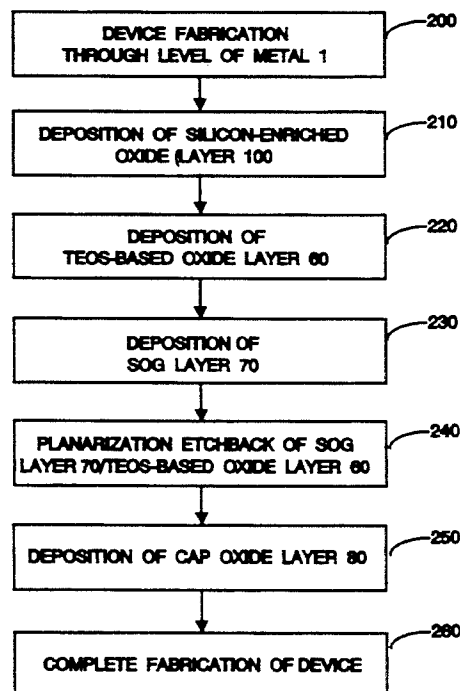 DEVICE FABRICATION
THROUGH LEVEL OF METAL 1
200
DEPOSITION OF SILICON-ENRICHED
OXIDE (LAYER 100
210
DEPOSITION OF
TEOS-BASED OXIDE LAYER 60
220
DEPOSITION OF
SOG LAYER 70
230
PLANARIZATION ETCHBACK OF SOG
LAYER 70/TEOS-BASED OXIDE LAYER 60
240
DEPOSITION OF CAP OXIDE LAYER 80
250
COMPLETE FABRICATION OF DEVICE
260